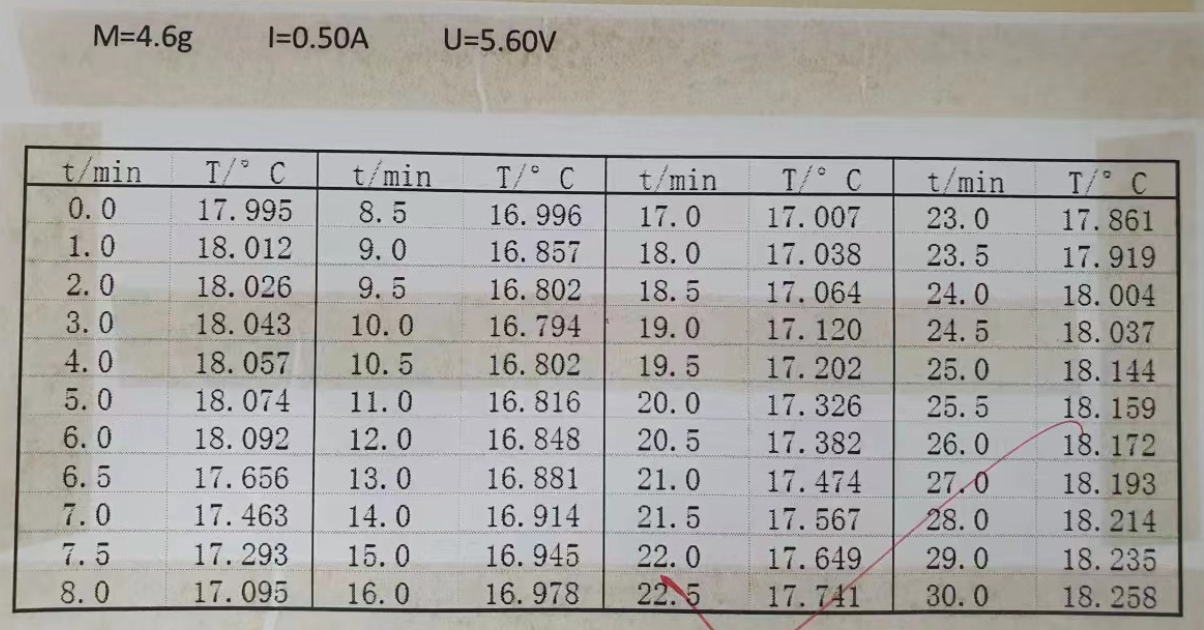 M=4.6g I=0.50A U=5.60V
t/min T/° C t/min T/° C t/min T/° C t/min T/° C
0.0 17.995 8.5 16.996 17.0 17.007 23.0 17.861
1.0 18.012 9.0 16.857 18.0 17.038 23.5 17.919
2.0 18.026 9.5 16.802 18.5 17.064 24.0 18.004
3.0 18.043 10.0 16.794 19.0 17.120 24.5 18.037
4.0 18.057 10.5 16.802 19.5 17.202 25.0 18.144
5.0 18.074 11.0 16.816 20.0 17.326 25.5 18.159
6.0 18.092 12.0 16.848 20.5 17.382 26.0 18.172
6.5 17.656 13.0 16.881 21.0 17.474 27.0 18.193
7.0 17.463 14.0 16.914 21.5 17.567 28.0 18.214
7.5 17.293 15.0 16.945 22.0 17.649 29.0 18.235
8.0 17.095 16.0 16.978 22.5 17.741 30.0 18.258